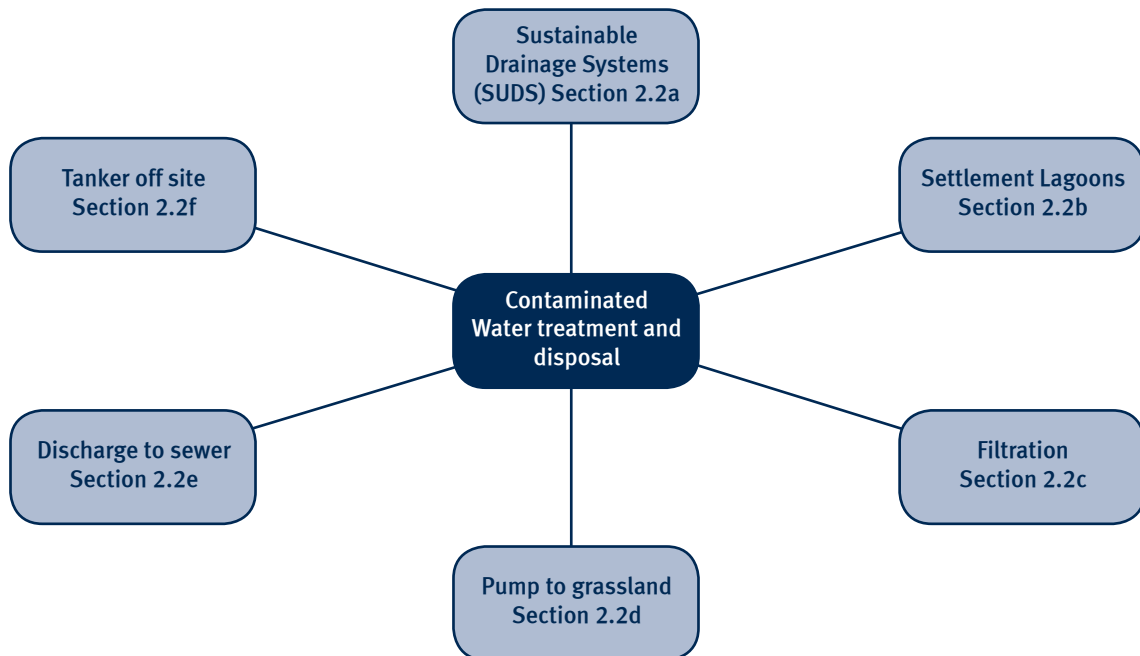 Sustainable
Drainage Systems
(SUDS) Section 2.2a
Tanker off site
Section 2.2f
Settlement Lagoons
Section 2.2b
Contaminated
Water treatment and
disposal
Discharge to sewer
Section 2.2e
Filtration
Section 2.2c
Pump to grassland
Section 2.2d